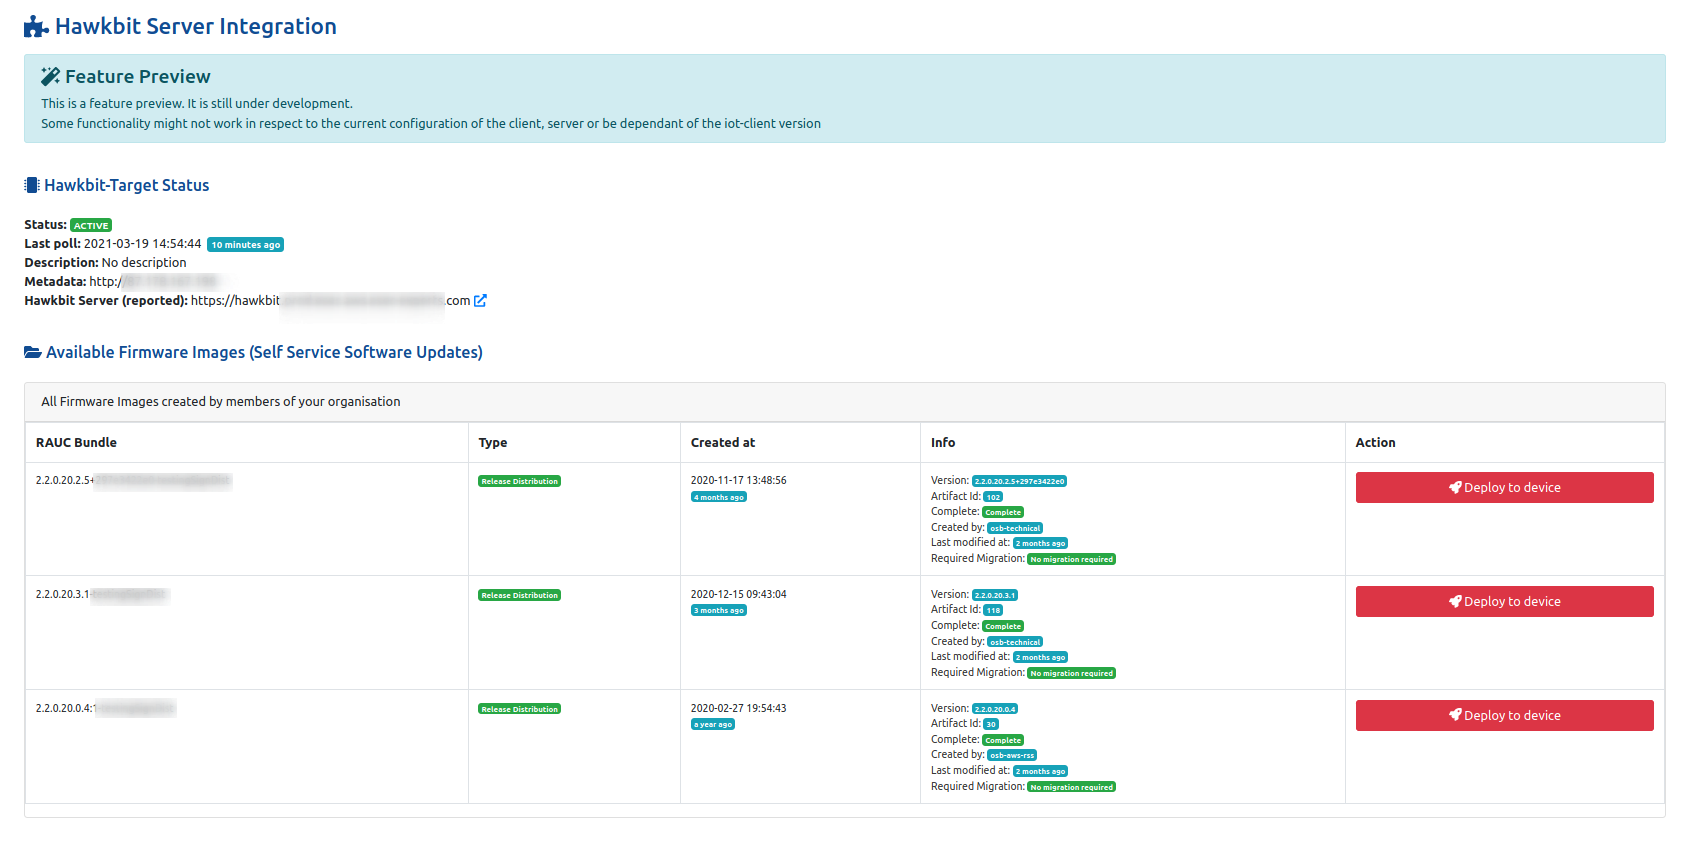 Hawkbit Server Integration
Feature Preview
This is a feature preview. It is still under development.
Some functionality might not work in respect to the current configuration of the client, server or be dependant of the iot-client version
Hawkbit-Target Status
Status: ACTIVE
Last poll: 2021-03-19 14:54:44 10 minutes ago
Description: No description
Metadata: http:/
Hawkbit Server (reported): https://hawkbit .com
Available Firmware Images (Self Service Software Updates)
All Firmware Images created by members of your organisation
RAUC Bundle Type Created at Info Action
2.2.0.20.2.5+ Release Distribution 2020-11-17 13:48:56
4 months ago
Version: 2.2.0.20.2.5+297e3422e0
Artifact Id: 102
Complete: Complete
Created by: osb-technical
Last modified at: 2 months ago
Required Migration: No migration required
Deploy to device
2.2.0.20.3.1 Release Distribution 2020-12-15 09:43:04
3 months ago
Version: 2.2.0.20.3.1
Artifact Id: 118
Complete: Complete
Created by: osb-technical
Last modified at: 2 months ago
Required Migration: No migration required
Deploy to device
2.2.0.20.0.4: Release Distribution 2020-02-27 19:54:43
a year ago
Version: 2.2.0.20.0.4
Artifact Id: 30
Complete: Complete
Created by: osb-aws-rss
Last modified at: 2 months ago
Required Migration: No migration required
Deploy to device